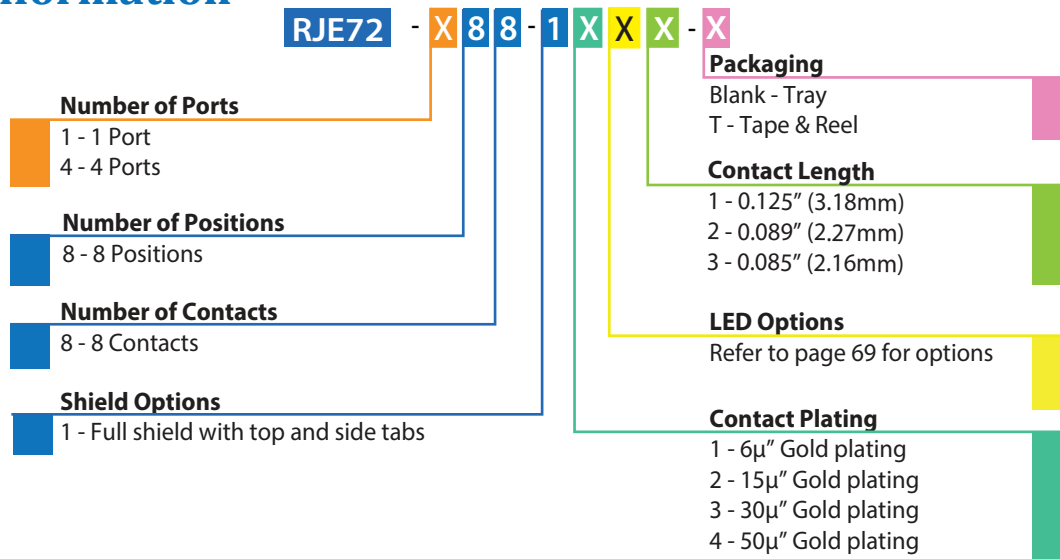 RJE72 - X 8 8 - 1 X X X - X
Number of Ports
1 - 1 Port
4 - 4 Ports
Number of Positions
8 - 8 Positions
Number of Contacts
8 - 8 Contacts
Shield Options
1 - Full shield with top and side tabs
Packaging
Blank - Tray
T - Tape & Reel
Contact Length
1 - 0.125” (3.18mm)
2 - 0.089” (2.27mm)
3 - 0.085” (2.16mm)
LED Options
Refer to page 69 for options
Contact Plating
1 - 6µ” Gold plating
2 - 15µ” Gold plating
3 - 30µ” Gold plating
4 - 50µ” Gold plating